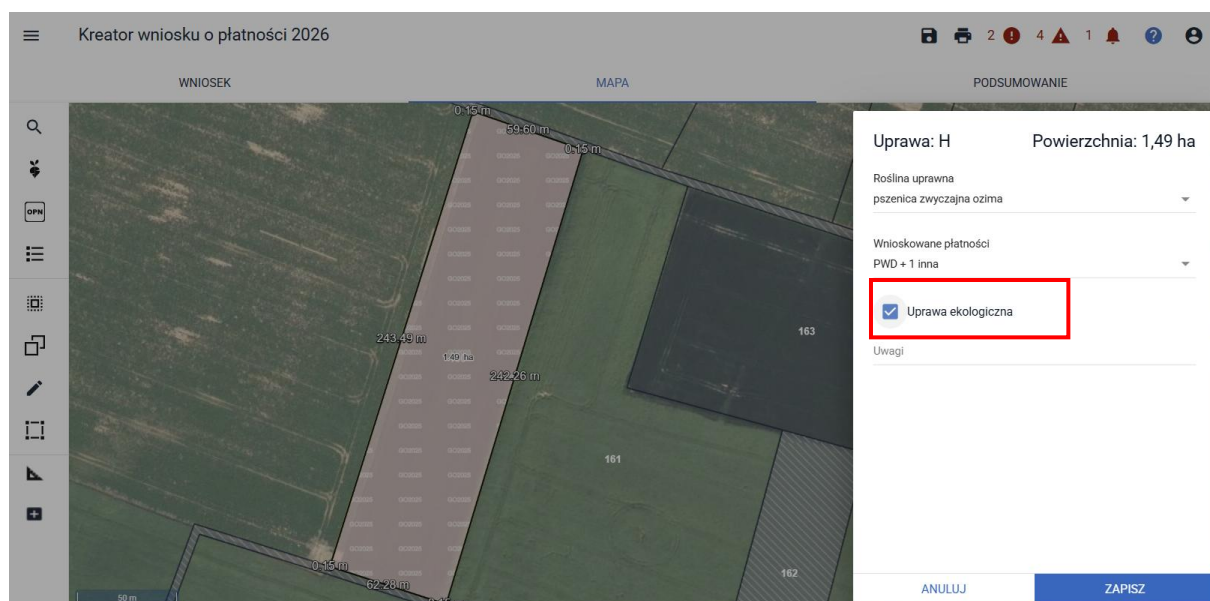 Kreator wniosku o płatności 2026
2
4
1
WNIOSEK
MAPA
PODSUMOWANIE
OPN
0.15 m
59.60 m
0.15 m
243.49 m
1,49 ha
242.26 m
163
161
162
0.15 m
62.28 m
50 m
Uprawa: H
Powierzchnia: 1,49 ha
Roślina uprawna
pszenica zwyczajna ozima
Wnioskowane płatności
PWD + 1 inna
Uprawa ekologiczna
Uwagi
ANULUJ
ZAPISZ